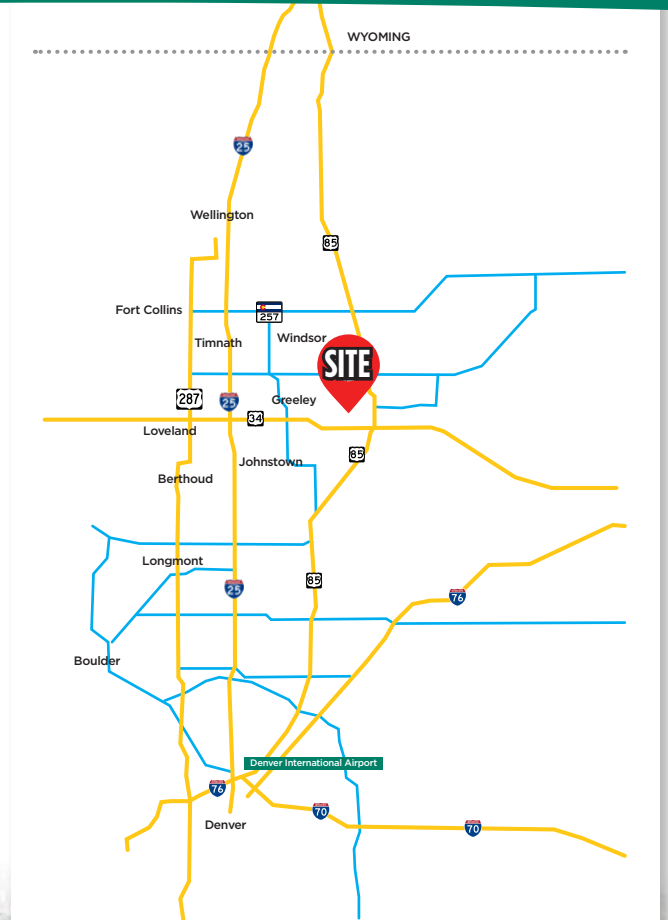 WYOMING
25
Wellington
85
Fort Collins
257
Timnath
Windsor
SITE
287
25
Greeley
34
Loveland
85
Johnstown
Berthoud
Longmont
85
25
76
Boulder
Denver International Airport
76
70
Denver
70